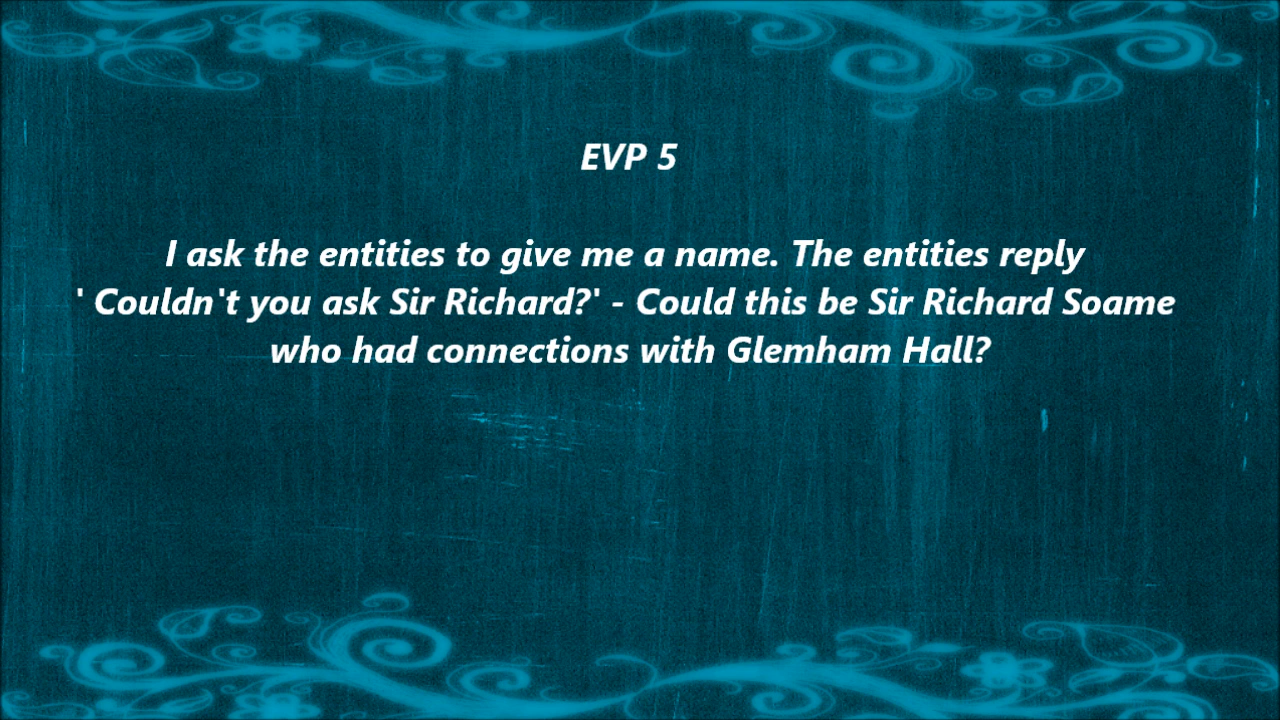 EVP 5
I ask the entities to give me a name. The entities reply
' Couldn't you ask Sir Richard?' - Could this be Sir Richard Soame
who had connections with Glemham Hall?